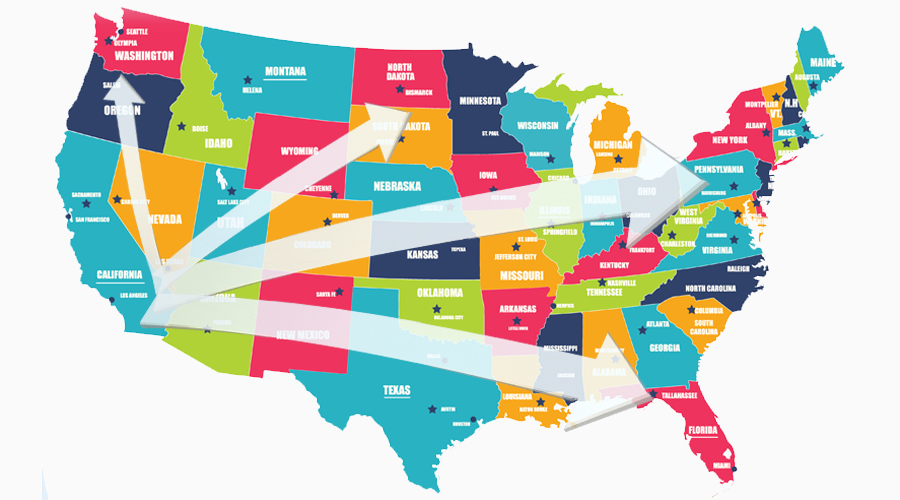 SEATTLE
OLYMPIA
WASHINGTON
OREGON
MONTANA
HELENA
BOISE
IDAHO
NORTH
DAKOTA
BISMARCK
SOUTH DAKOTA
MINNESOTA
ST. PAUL
WISCONSIN
MADISON
MICHIGAN
LANSING
MAINE
AUGUSTA
MONTPELIER
VT.
N.H
ALBANY
MASS.
NEW YORK
PENNSYLVANIA
HARRISBURG
WYOMING
CHEYENNE
NEBRASKA
IOWA
DES MOINES
CHICAGO
ILLINOIS
SPRINGFIELD
INDIANA
INDIANAPOLIS
OHIO
SACRAMENTO
SAN FRANCISCO
NEVADA
SALT LAKE CITY
UTAH
DENVER
COLORADO
KANSAS
TOPEKA
ST. LOUIS
JEFFERSON CITY
MISSOURI
FRANKFORT
KENTUCKY
WEST
VIRGINIA
CHARLESTON
RICHMOND
VIRGINIA
RALEIGH
NORTH CAROLINA
CALIFORNIA
LOS ANGELES
SANTA FE
NEW MEXICO
OKLAHOMA
OKLAHOMA CITY
ARKANSAS
LITTLE ROCK
NASHVILLE
TENNESSEE
MEMPHIS
COLUMBIA
SOUTH
CAROLINA
ATLANTA
GEORGIA
MISSISSIPPI
ALABAMA
TEXAS
AUSTIN
HOUSTON
LOUISIANA
BATON ROUGE
TALLAHASSEE
FLORIDA
MIAMI